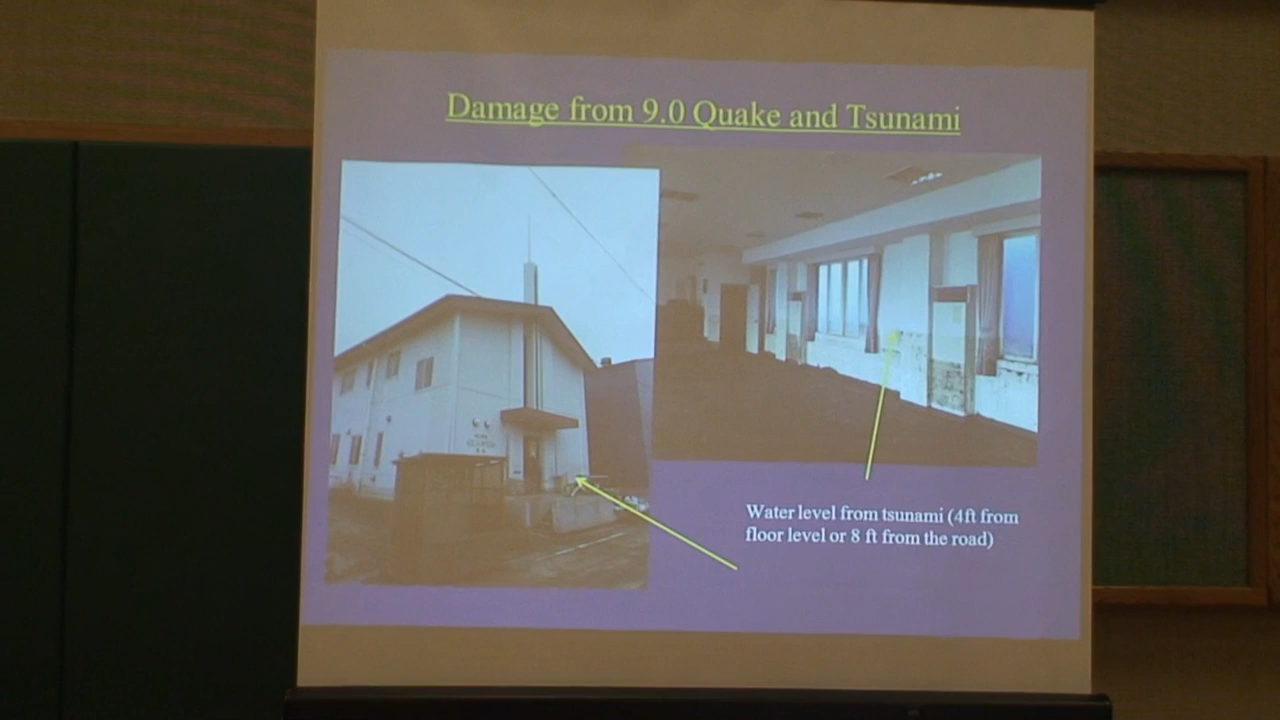 Damage from 9.0 Quake and Tsunami
Water level from tsunami (4ft from
floor level or 8 ft from the road)